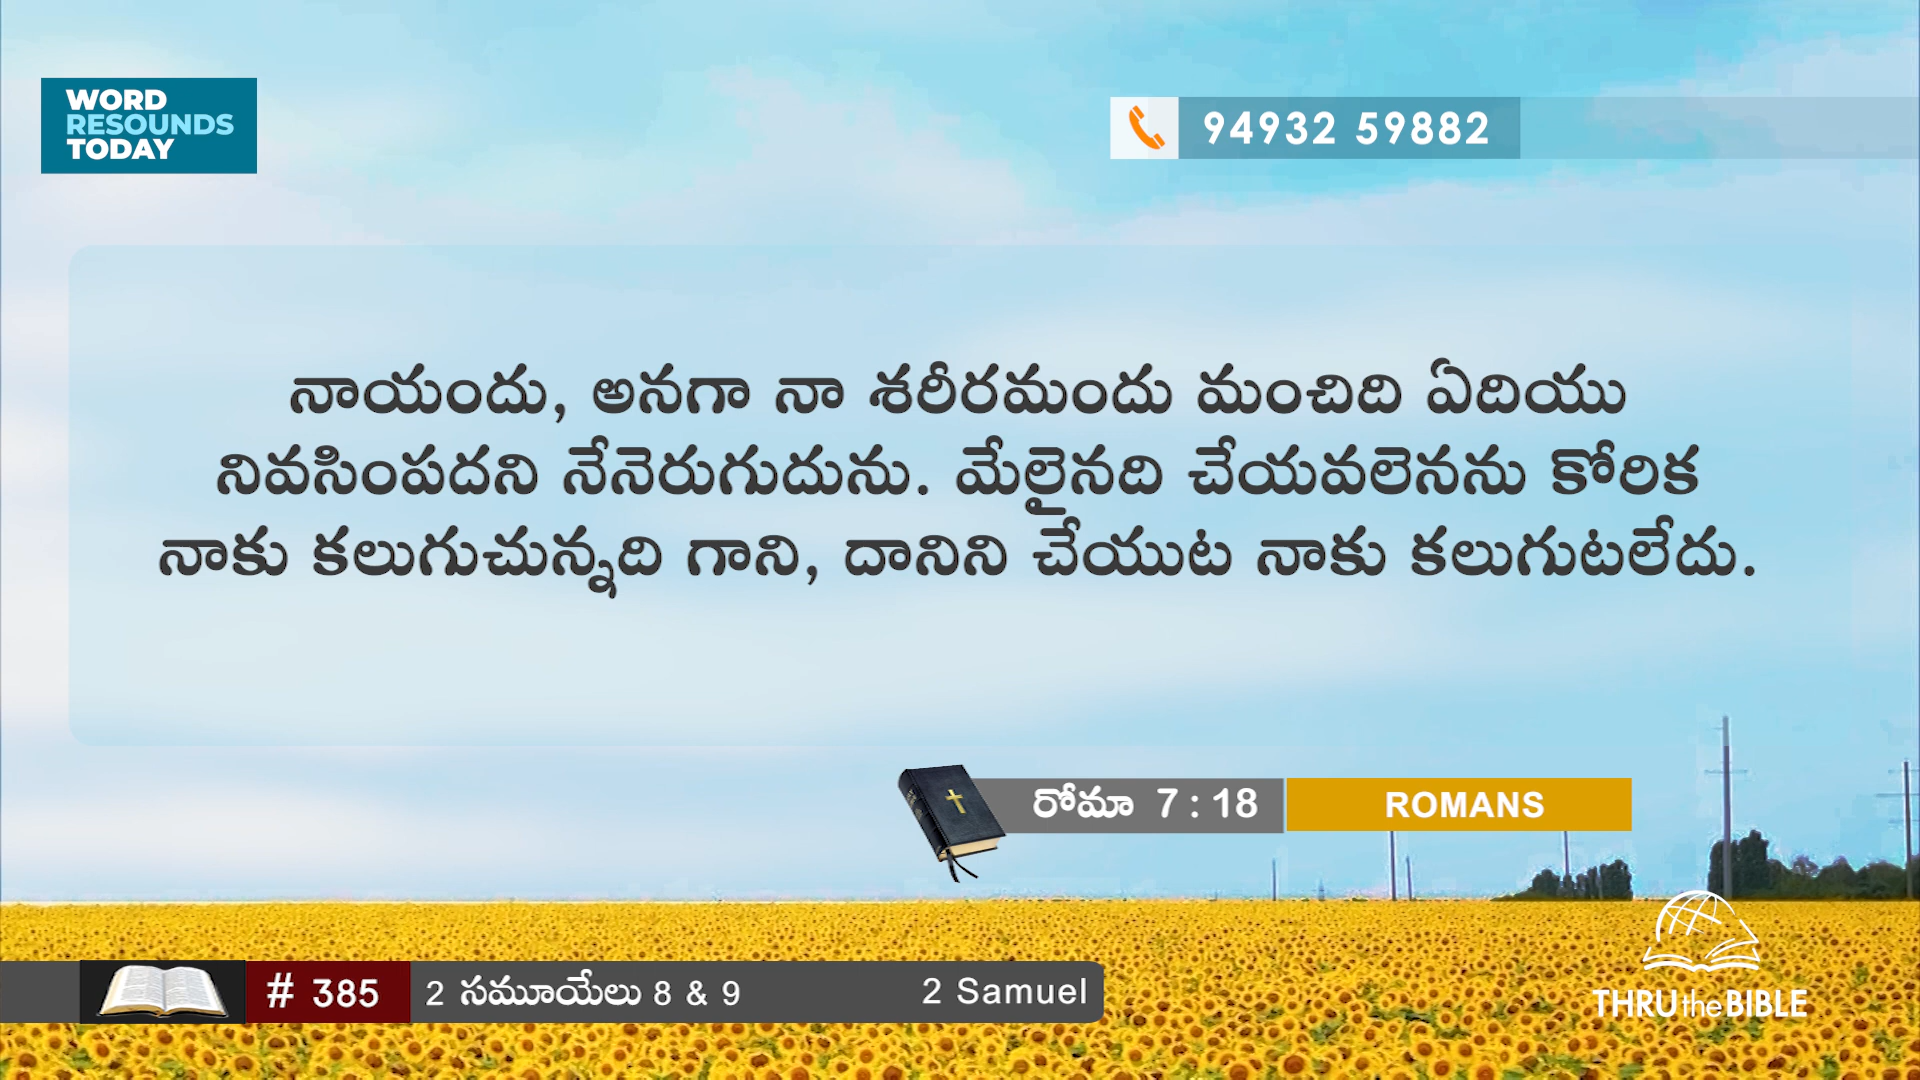 WORD
RESOUNDS
TODAY
94932 59882
నాయందు, అనగా నా శరీరమందు మంచిది ఏదియు
నివసింపదని నేనెరుగుదును. మేలైనది చేయవలెనను కోరిక
నాకు కలుగుచున్నది గాని, దానిని చేయుట నాకు కలుగుటలేదు.
రోమా 7 : 18 ROMANS
# 385 2 సమూయేలు 8 & 9 2 Samuel
THRU the BIBLE